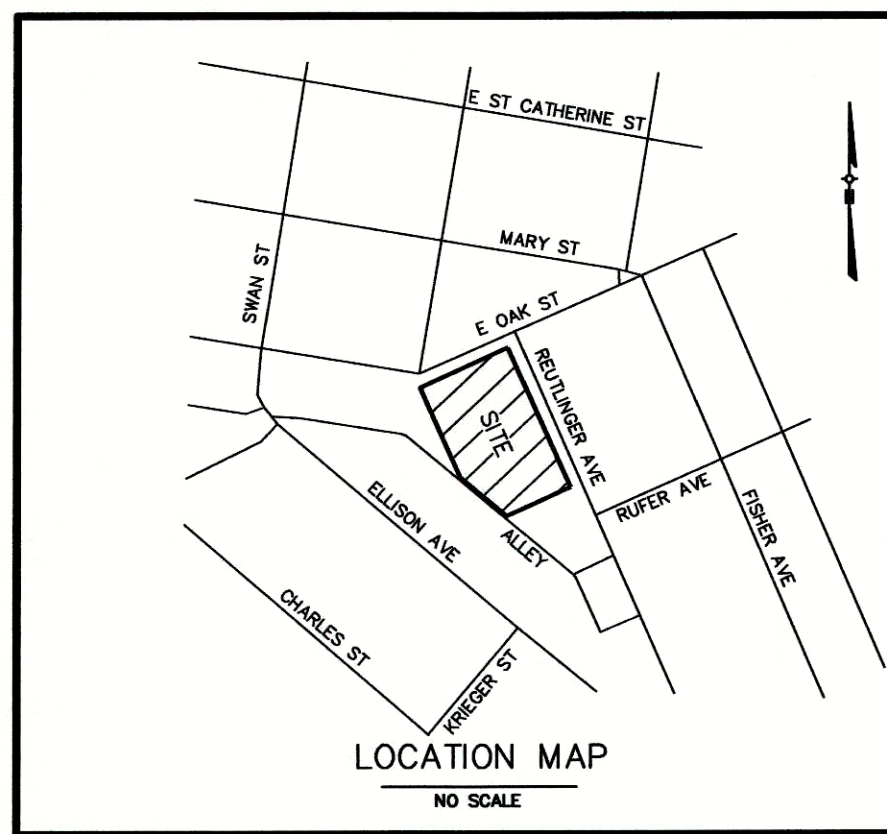 E ST CATHERINE ST
MARY ST
SWAN ST
E OAK ST
REUTLINGER AVE
SITE
RUFER AVE
FISHER AVE
ELLISON AVE
ALLEY
CHARLES ST
KRIEGER ST
LOCATION MAP
NO SCALE